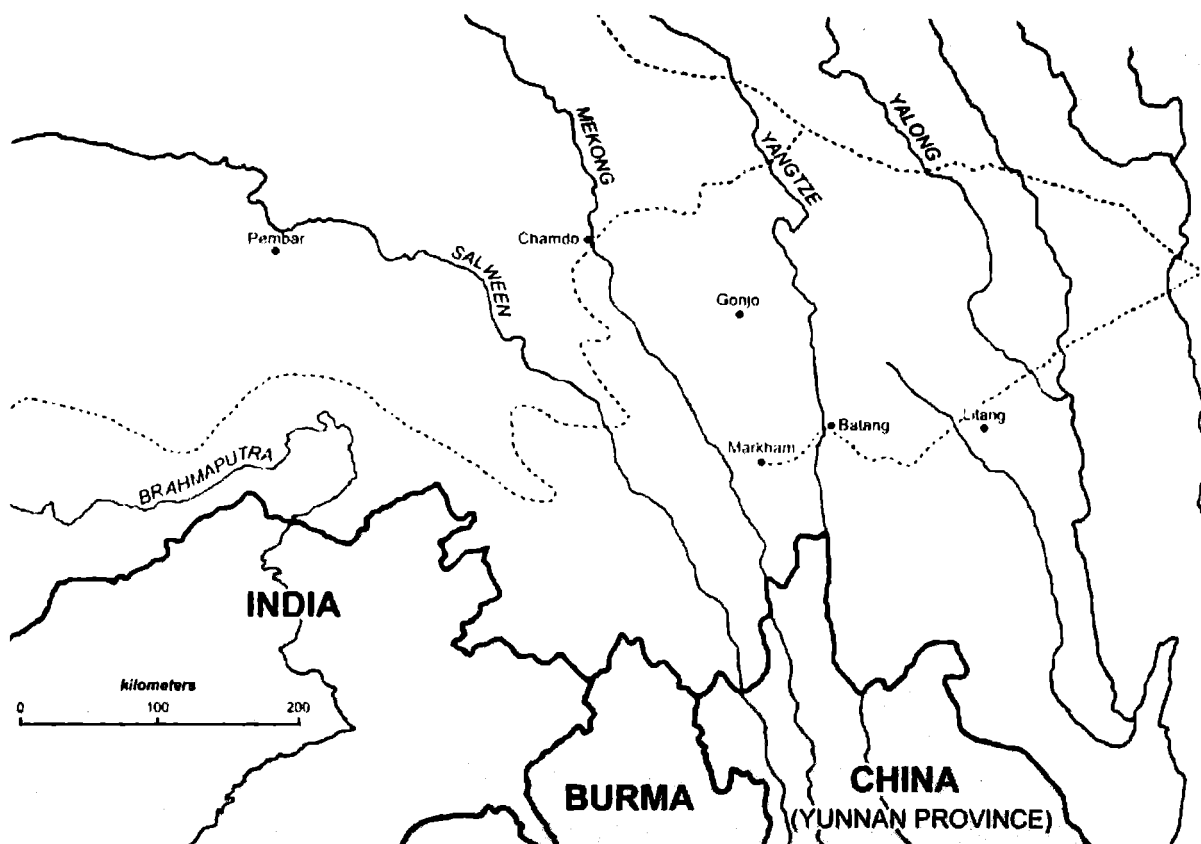 MEKONG
YANGTZE
YALONG
Pembar
Chamdo
SALWEEN
Gonjo
Batang
Litang
Markham
BRAHMAPUTRA
INDIA
kilometers
0 100 200
BURMA
CHINA
(YUNNAN PROVINCE)